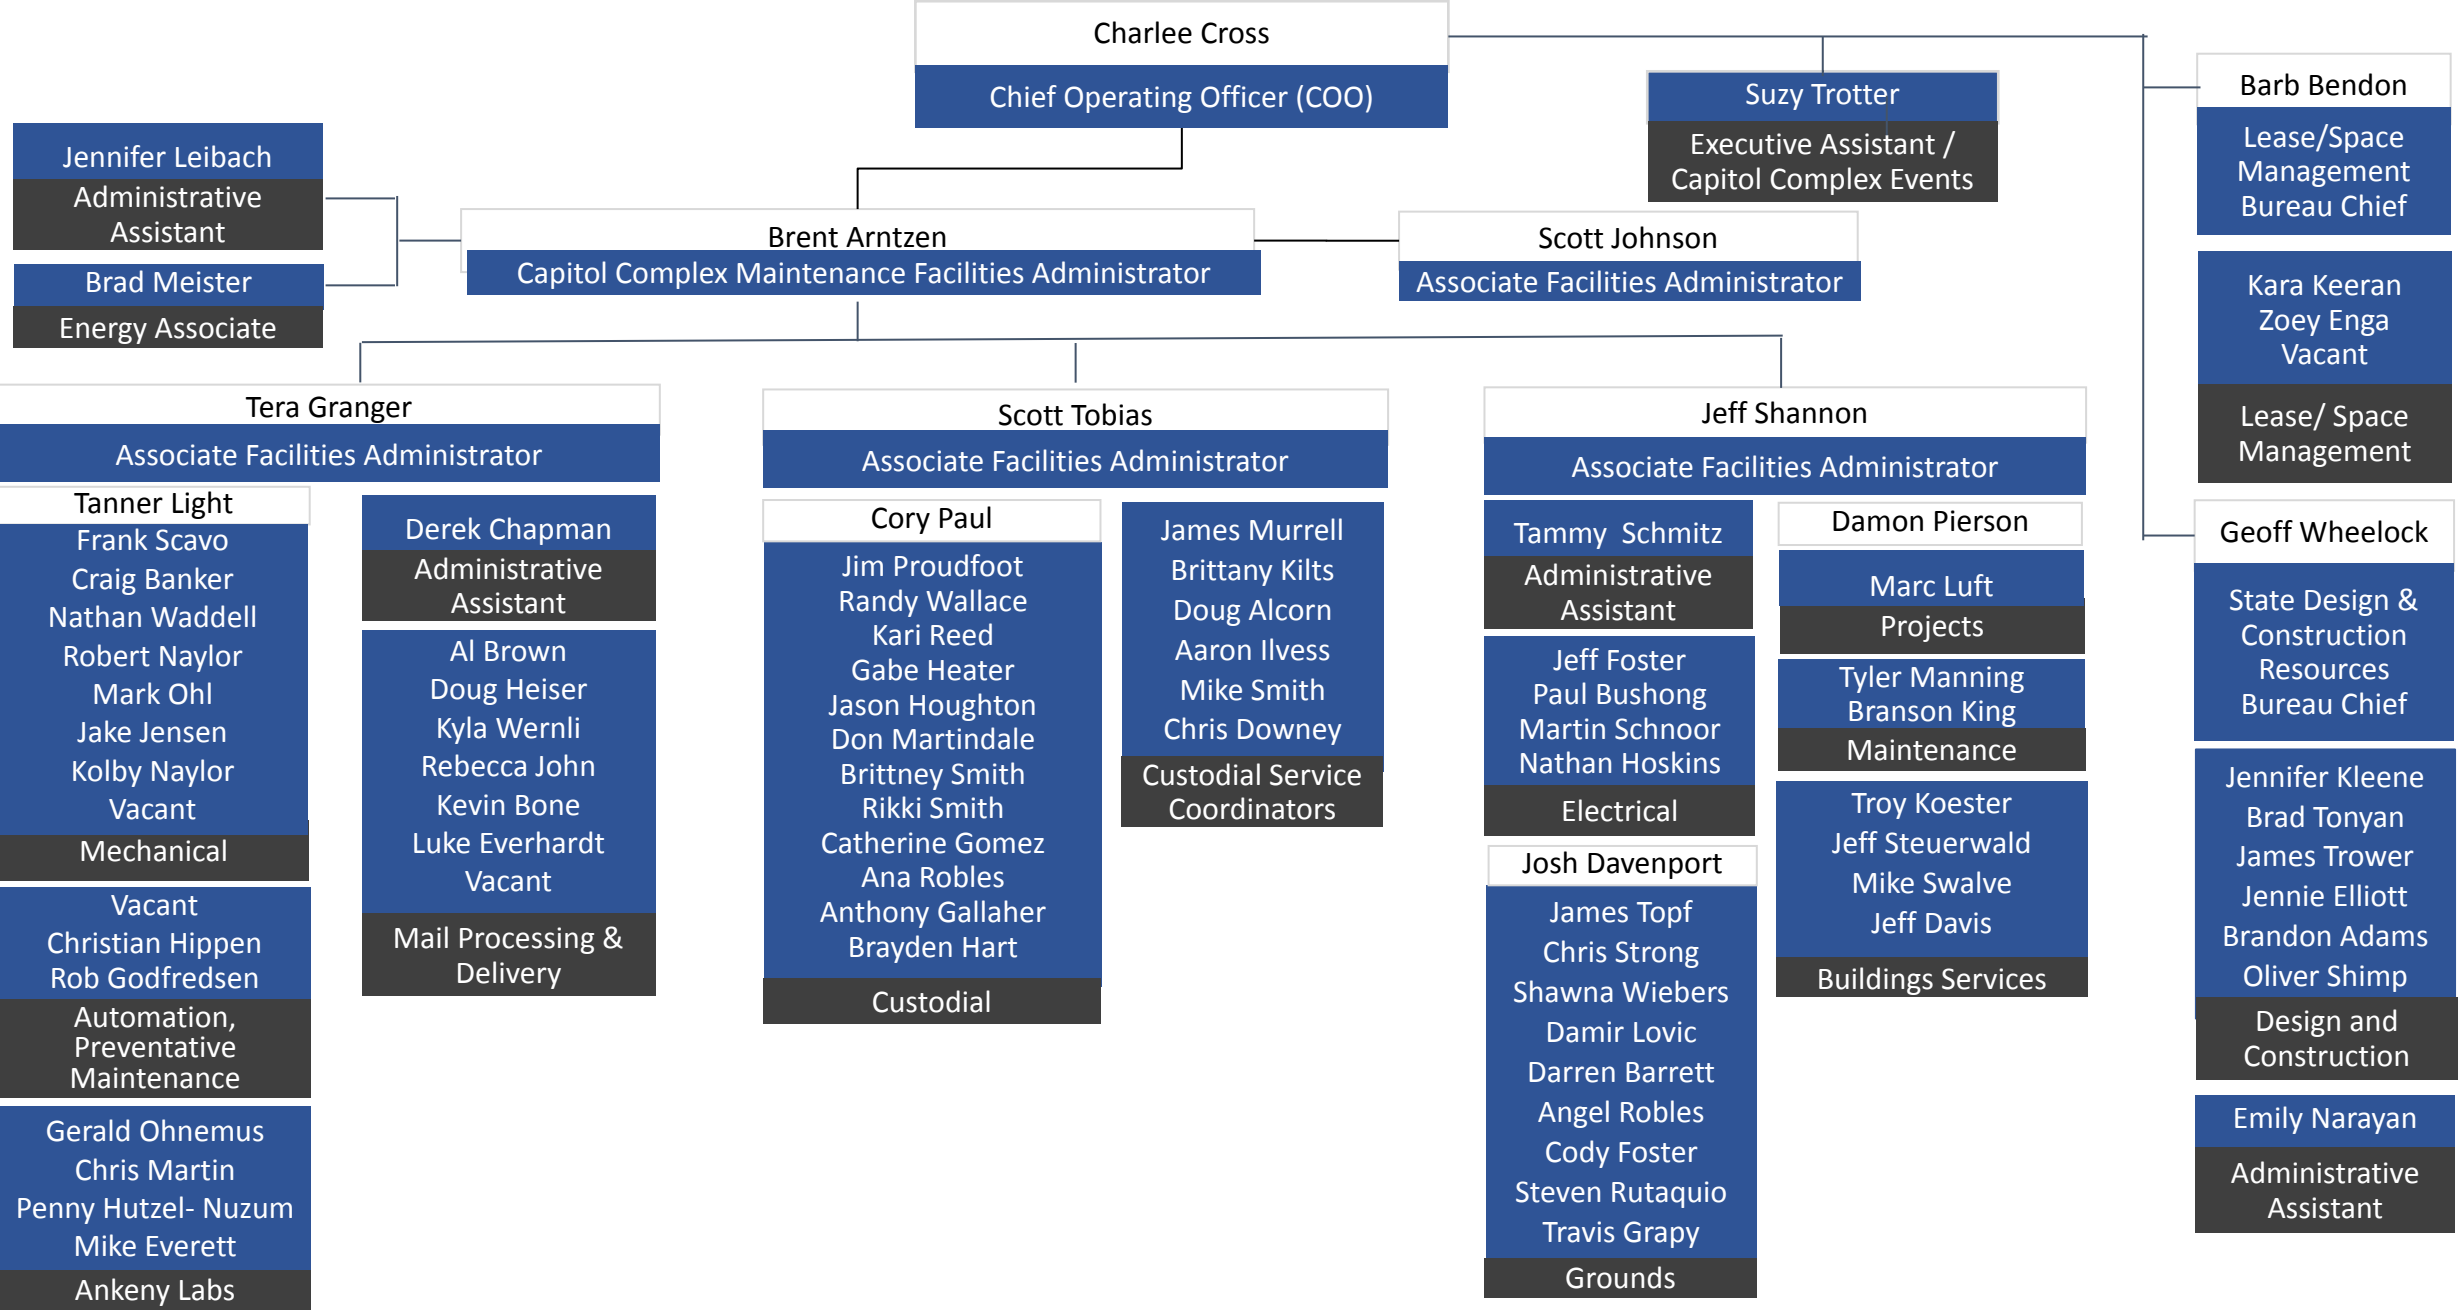 Charlee Cross
Chief Operating Officer (COO)
Suzy Trotter
Executive Assistant /
Capitol Complex Events
Barb Bendon
Lease/Space
Management
Bureau Chief
Kara Keeran
Zoey Enga
Vacant
Lease/ Space
Management
Geoff Wheelock
State Design &
Construction
Resources
Bureau Chief
Jennifer Kleene
Brad Tonyan
James Trower
Jennie Elliott
Brandon Adams
Oliver Shimp
Design and
Construction
Emily Narayan
Administrative
Assistant
Jennifer Leibach
Administrative
Assistant
Brad Meister
Energy Associate
Brent Arntzen
Capitol Complex Maintenance Facilities Administrator
Scott Johnson
Associate Facilities Administrator
Tera Granger
Associate Facilities Administrator
Tanner Light
Frank Scavo
Craig Banker
Nathan Waddell
Robert Naylor
Mark Ohl
Jake Jensen
Kolby Naylor
Vacant
Mechanical
Vacant
Christian Hippen
Rob Godfredsen
Automation,
Preventative
Maintenance
Gerald Ohnemus
Chris Martin
Penny Hutzel- Nuzum
Mike Everett
Ankeny Labs
Derek Chapman
Administrative
Assistant
Al Brown
Doug Heiser
Kyla Wernli
Rebecca John
Kevin Bone
Luke Everhardt
Vacant
Mail Processing &
Delivery
Scott Tobias
Associate Facilities Administrator
Cory Paul
Jim Proudfoot
Randy Wallace
Kari Reed
Gabe Heater
Jason Houghton
Don Martindale
Brittney Smith
Rikki Smith
Catherine Gomez
Ana Robles
Anthony Gallaher
Brayden Hart
Custodial
James Murrell
Brittany Kilts
Doug Alcorn
Aaron Ilvess
Mike Smith
Chris Downey
Custodial Service
Coordinators
Jeff Shannon
Associate Facilities Administrator
Tammy  Schmitz
Administrative
Assistant
Jeff Foster
Paul Bushong
Martin Schnoor
Nathan Hoskins
Electrical
Josh Davenport
James Topf
Chris Strong
Shawna Wiebers
Damir Lovic
Darren Barrett
Angel Robles
Cody Foster
Steven Rutaquio
Travis Grapy
Grounds
Damon Pierson
Marc Luft
Projects
Tyler Manning
Branson King
Maintenance
Troy Koester
Jeff Steuerwald
Mike Swalve
Jeff Davis
Buildings Services